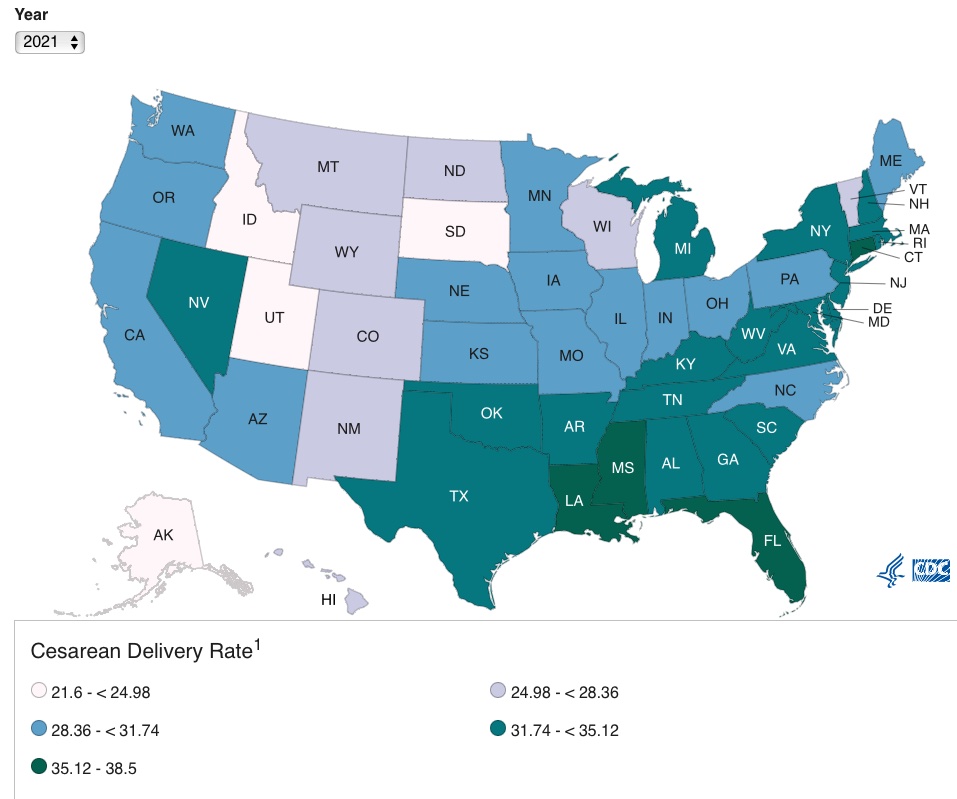 Year
2021
WA
MT
ND
MN
ME
OR
ID
SD
WI
MI
NY
VT
NH
MA
RI
CT
WY
NE
IA
PA
NJ
NV
UT
CO
IL
IN
OH
DE
MD
CA
KS
MO
WV
VA
KY
AZ
NM
OK
AR
TN
NC
SC
TX
LA
MS
AL
GA
FL
AK
HI
CDC
Cesarean Delivery Rate1
21.6 - < 24.98
24.98 - < 28.36
28.36 - < 31.74
31.74 - < 35.12
35.12 - 38.5